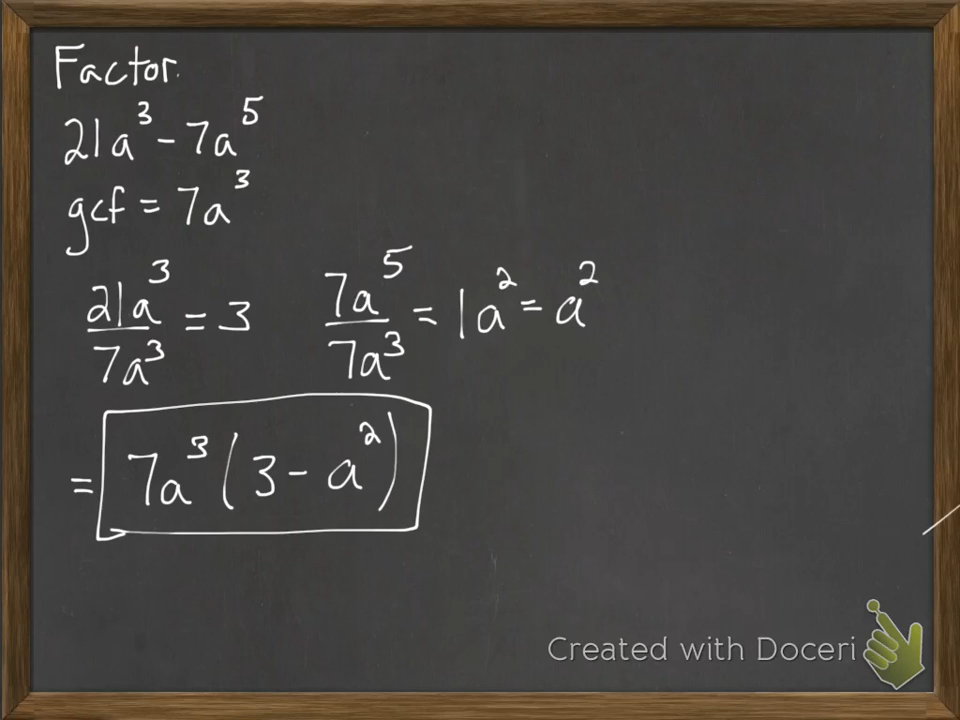 Factor.
21a³ - 7a⁵
gcf = 7a³
21a³/7a³ = 3    7a⁵/7a³ = 1a² = a²
= 7a³(3 - a²)
Created with Doceri